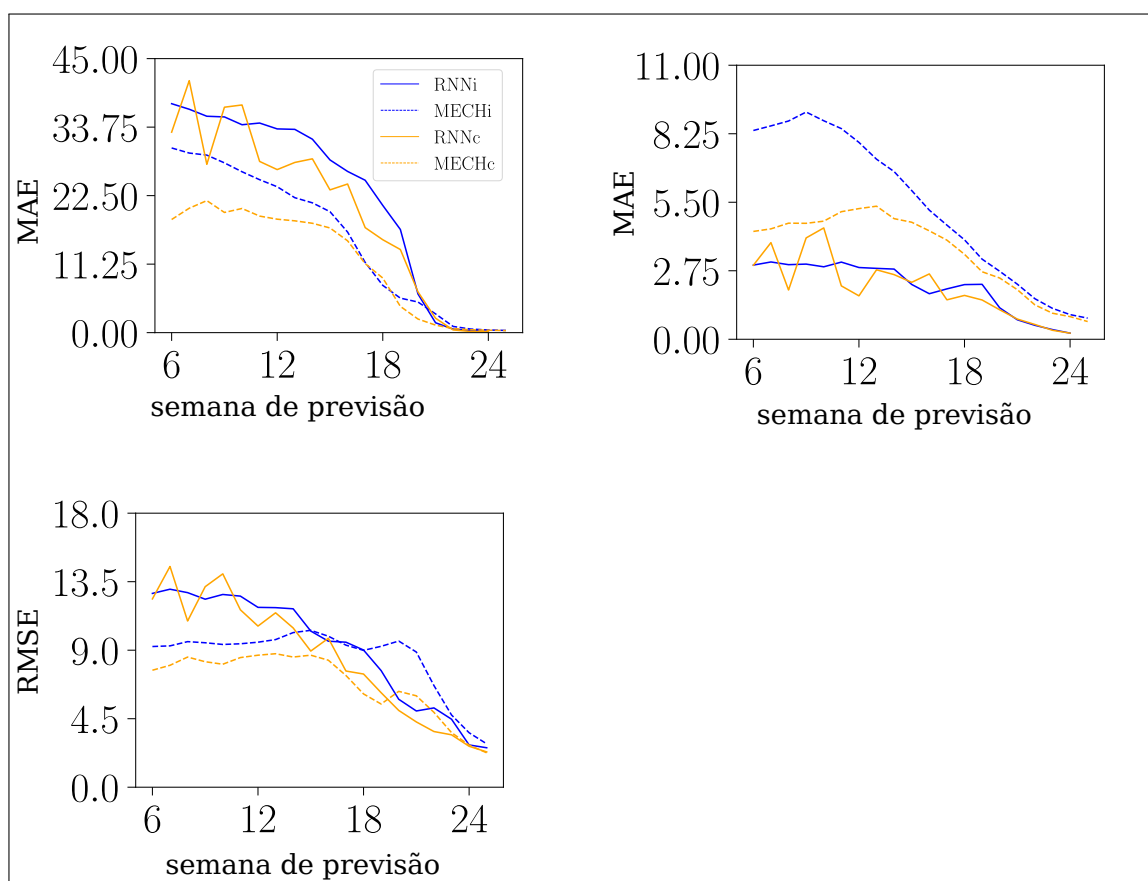 45.00
33.75
22.50
11.25
0.00
MAE
RNNi
MECHi
RNNc
MECHc
6 12 18 24
semana de previsão
11.00
8.25
5.50
2.75
0.00
MAE
6 12 18 24
semana de previsão
18.0
13.5
9.0
4.5
0.0
RMSE
6 12 18 24
semana de previsão